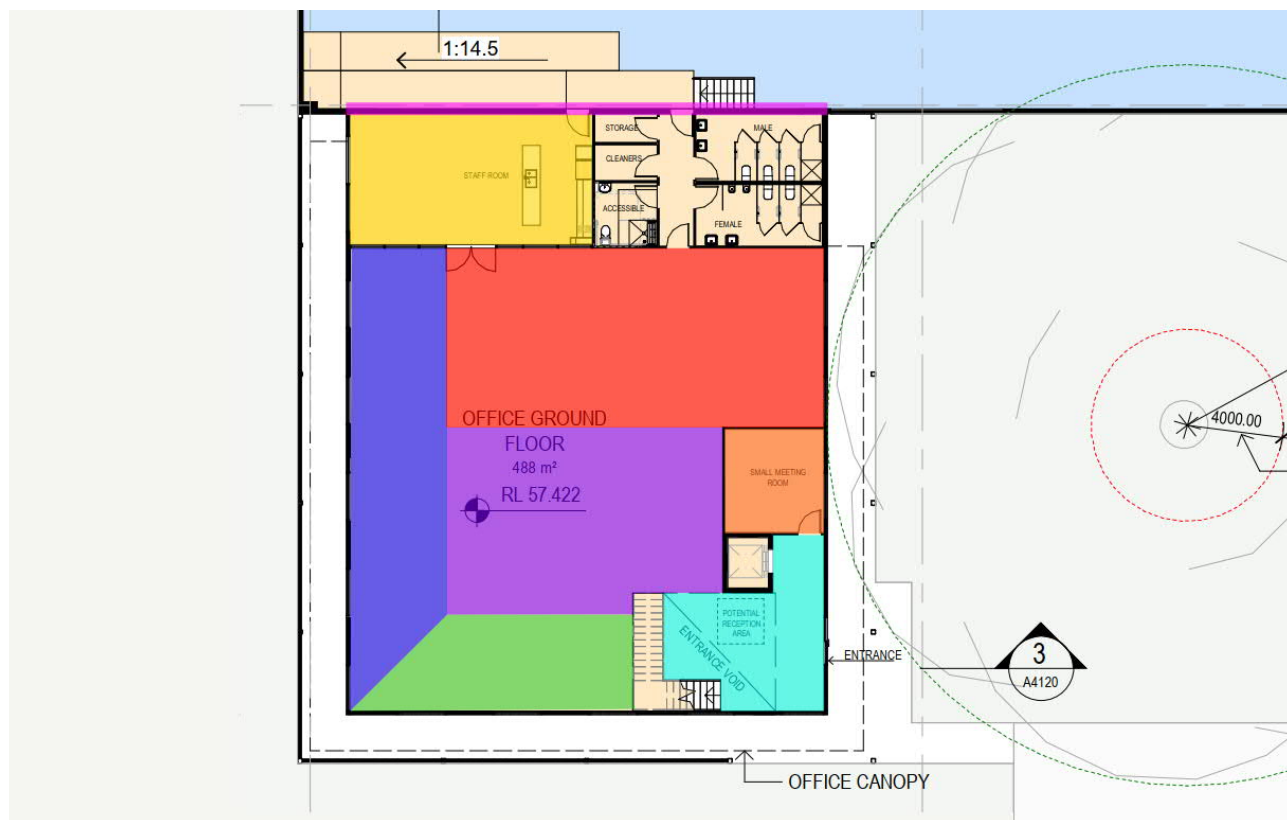 1:14.5
STORAGE
MALE
CLEANERS
STAFF ROOM
ACCESSIBLE
FEMALE
OFFICE GROUND
FLOOR
488 m²
RL 57.422
SMALL MEETING
ROOM
4000.00
POTENTIAL
RECEPTION
AREA
ENTRANCE VOID
ENTRANCE
3
A4120
OFFICE CANOPY